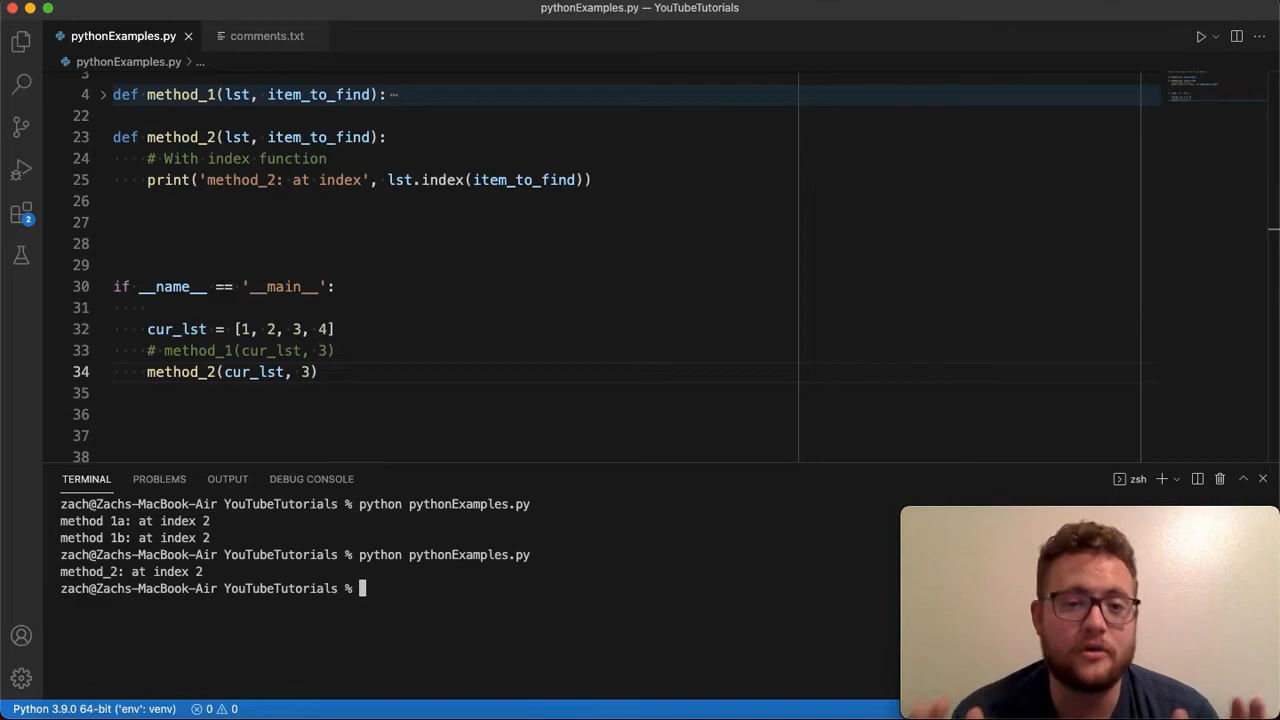 pythonExamples.py — YouTubeTutorials
pythonExamples.py
comments.txt
pythonExamples.py > ...
3
4 def method_1(lst, item_to_find):
22
23 def method_2(lst, item_to_find):
24 # With index function
25 print('method_2: at index', lst.index(item_to_find))
26
27
28
29
30 if __name__ == '__main__':
31
32 cur_lst = [1, 2, 3, 4]
33 # method_1(cur_lst, 3)
34 method_2(cur_lst, 3)
35
36
37
38
TERMINAL PROBLEMS OUTPUT DEBUG CONSOLE
zsh
zach@Zachs-MacBook-Air YouTubeTutorials % python pythonExamples.py
method 1a: at index 2
method 1b: at index 2
zach@Zachs-MacBook-Air YouTubeTutorials % python pythonExamples.py
method_2: at index 2
zach@Zachs-MacBook-Air YouTubeTutorials %
2
Python 3.9.0 64-bit ('env': venv) 0 0